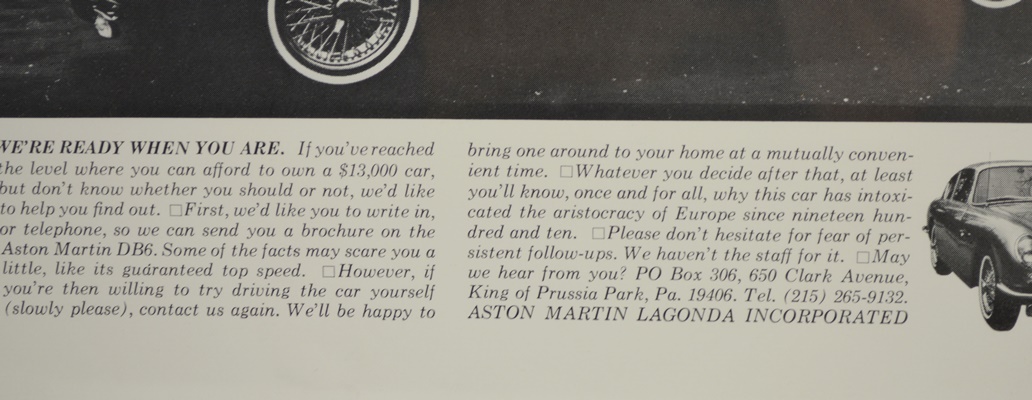 WE'RE READY WHEN YOU ARE. If you've reached
the level where you can afford to own a $13,000 car,
but don't know whether you should or not, we'd like
to help you find out. □First, we'd like you to write in,
or telephone, so we can send you a brochure on the
Aston Martin DB6. Some of the facts may scare you a
little, like its guaranteed top speed. □However, if
you're then willing to try driving the car yourself
(slowly please), contact us again. We'll be happy to
bring one around to your home at a mutually conven-
ient time. □Whatever you decide after that, at least
you'll know, once and for all, why this car has intoxi-
cated the aristocracy of Europe since nineteen hun-
dred and ten. □Please don't hesitate for fear of per-
sistent follow-ups. We haven't the staff for it. □May
we hear from you? PO Box 306, 650 Clark Avenue,
King of Prussia Park, Pa. 19406. Tel. (215) 265-9132.
ASTON MARTIN LAGONDA INCORPORATED